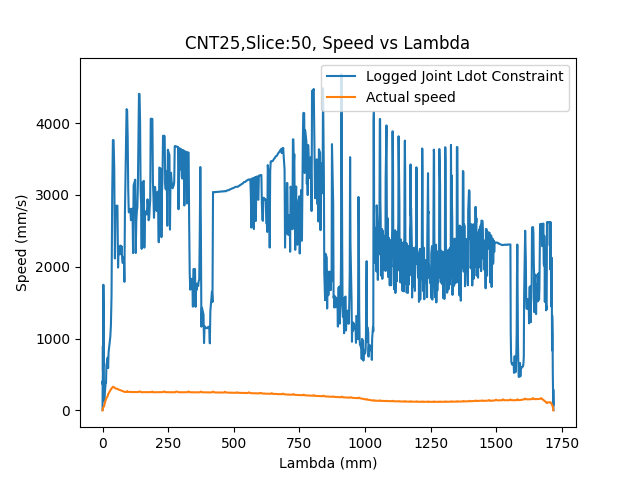 CNT25,Slice:50, Speed vs Lambda
Logged Joint Ldot Constraint
Actual speed
Speed (mm/s)
4000
3000
2000
1000
0
0 250 500 750 1000 1250 1500 1750
Lambda (mm)